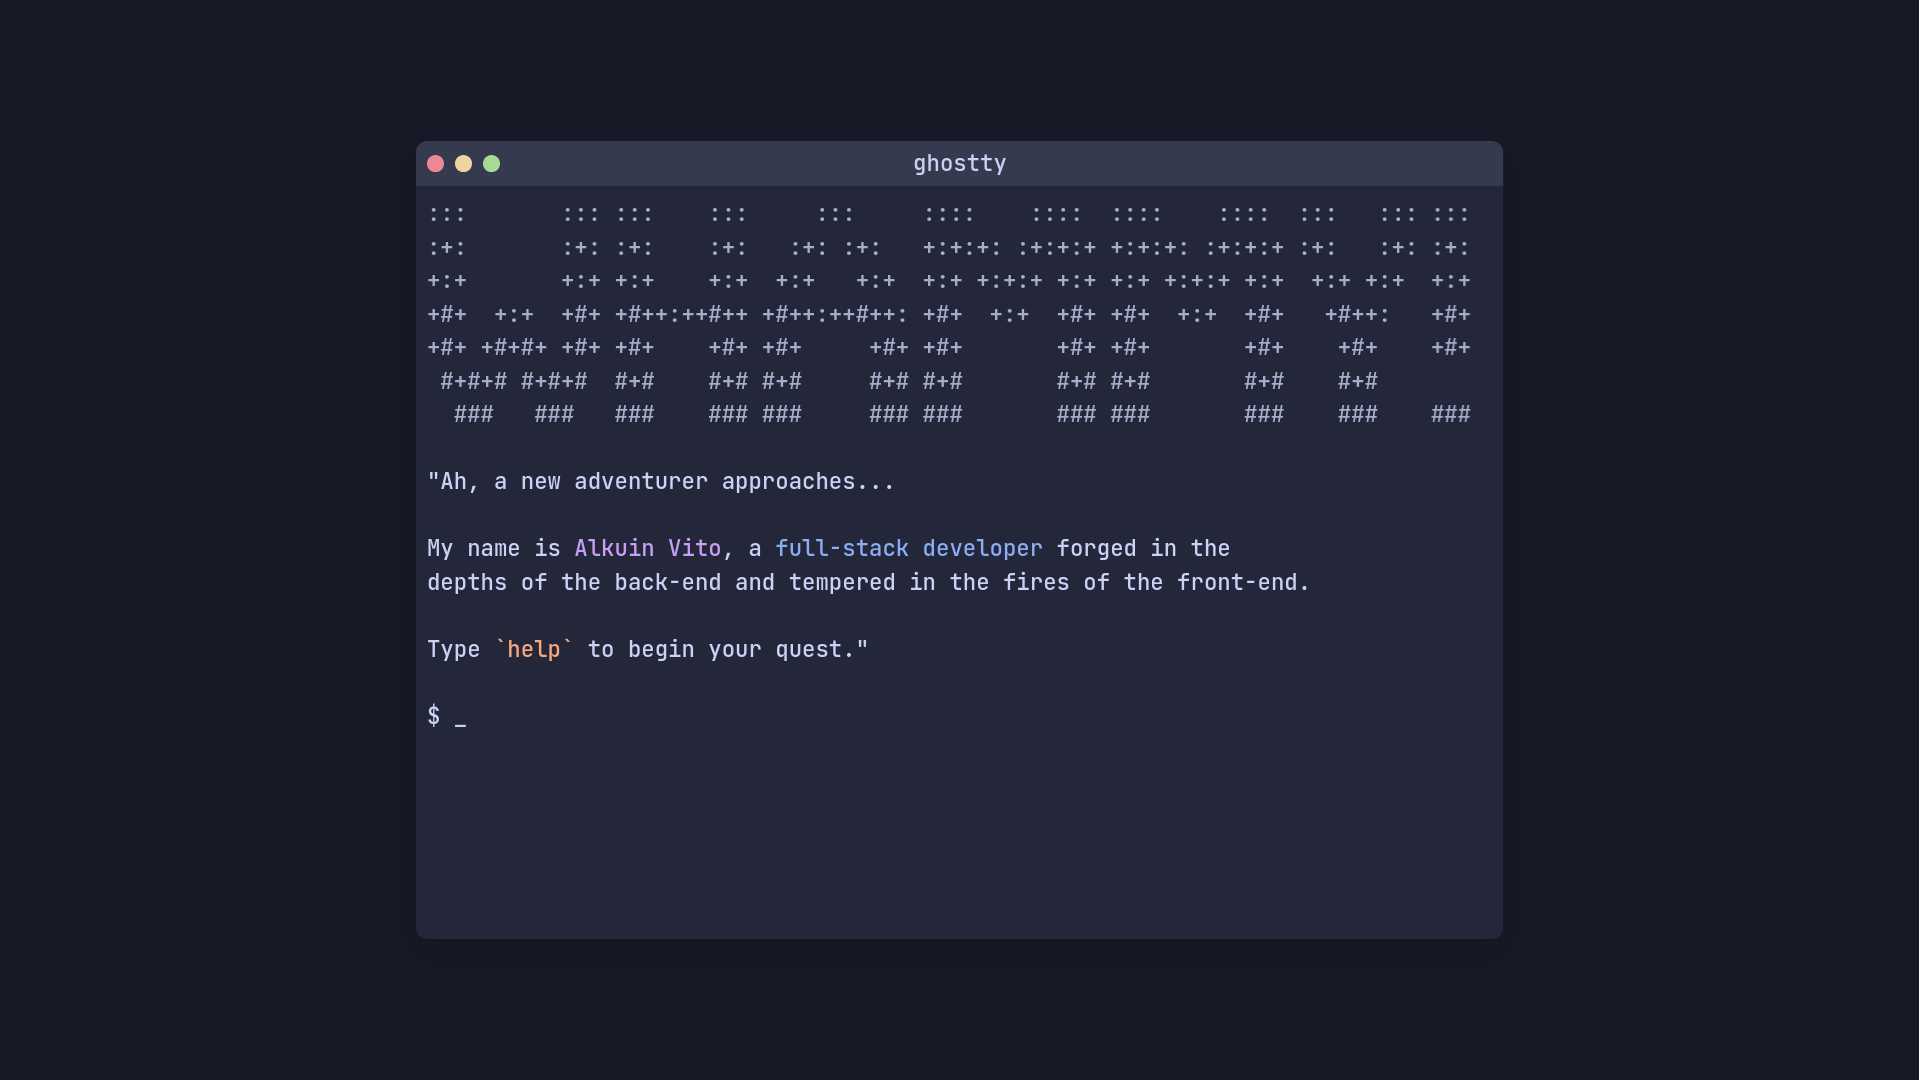 ghostty
:::       ::: :::    :::     :::     ::::    ::::  ::::    ::::  :::   ::: :::
:+:       :+: :+:    :+:   :+: :+:   +:+:+: :+:+:+ +:+:+: :+:+:+ :+:   :+: :+:
+:+       +:+ +:+    +:+  +:+   +:+  +:+ +:+:+ +:+ +:+ +:+:+ +:+  +:+ +:+  +:+
+#+  +:+  +#+ +#++:++#++ +#++:++#++: +#+  +:+  +#+ +#+  +:+  +#+   +#++:   +#+
+#+ +#+#+ +#+ +#+    +#+ +#+     +#+ +#+       +#+ +#+       +#+    +#+    +#+
 #+#+# #+#+#  #+#    #+# #+#     #+# #+#       #+# #+#       #+#    #+#
  ###   ###   ###    ### ###     ### ###       ### ###       ###    ###    ###
"Ah, a new adventurer approaches...
My name is Alkuin Vito, a full-stack developer forged in the
depths of the back-end and tempered in the fires of the front-end.
Type `help` to begin your quest."
$ _